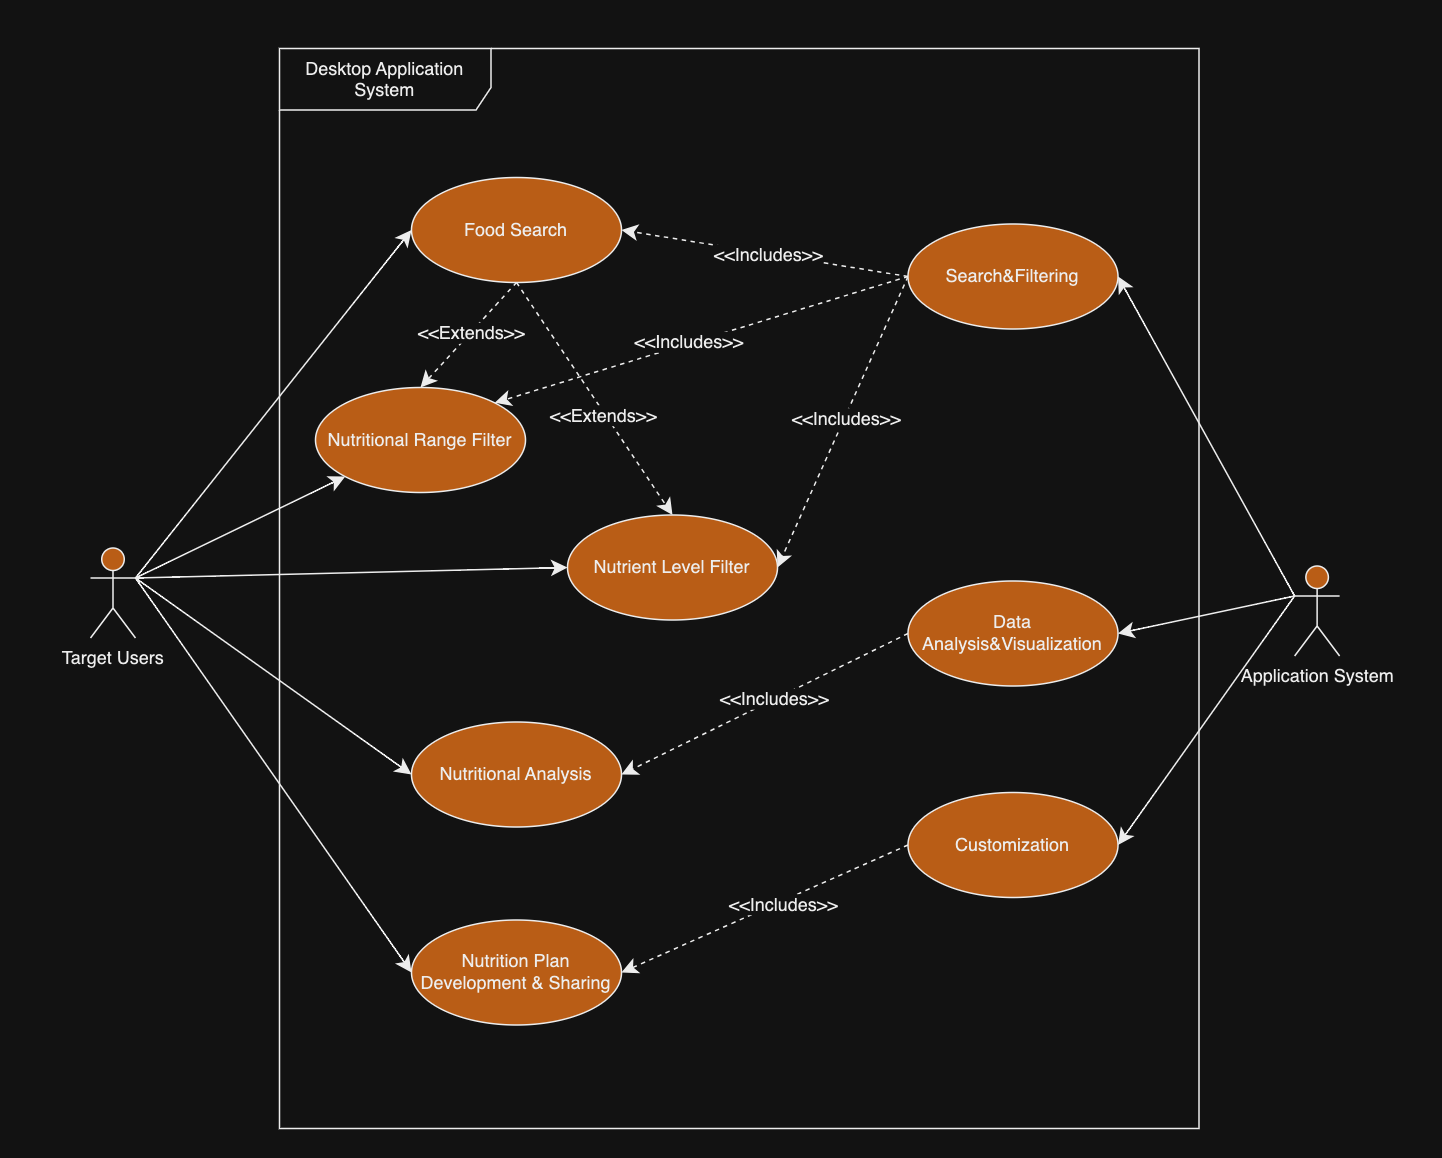 Desktop Application
System
Food Search
<<Includes>>
Search&Filtering
<<Extends>>
<<Includes>>
<<Extends>>
<<Includes>>
Nutritional Range Filter
Nutrient Level Filter
Target Users
Data
Analysis&Visualization
Application System
<<Includes>>
Nutritional Analysis
Customization
<<Includes>>
Nutrition Plan
Development & Sharing